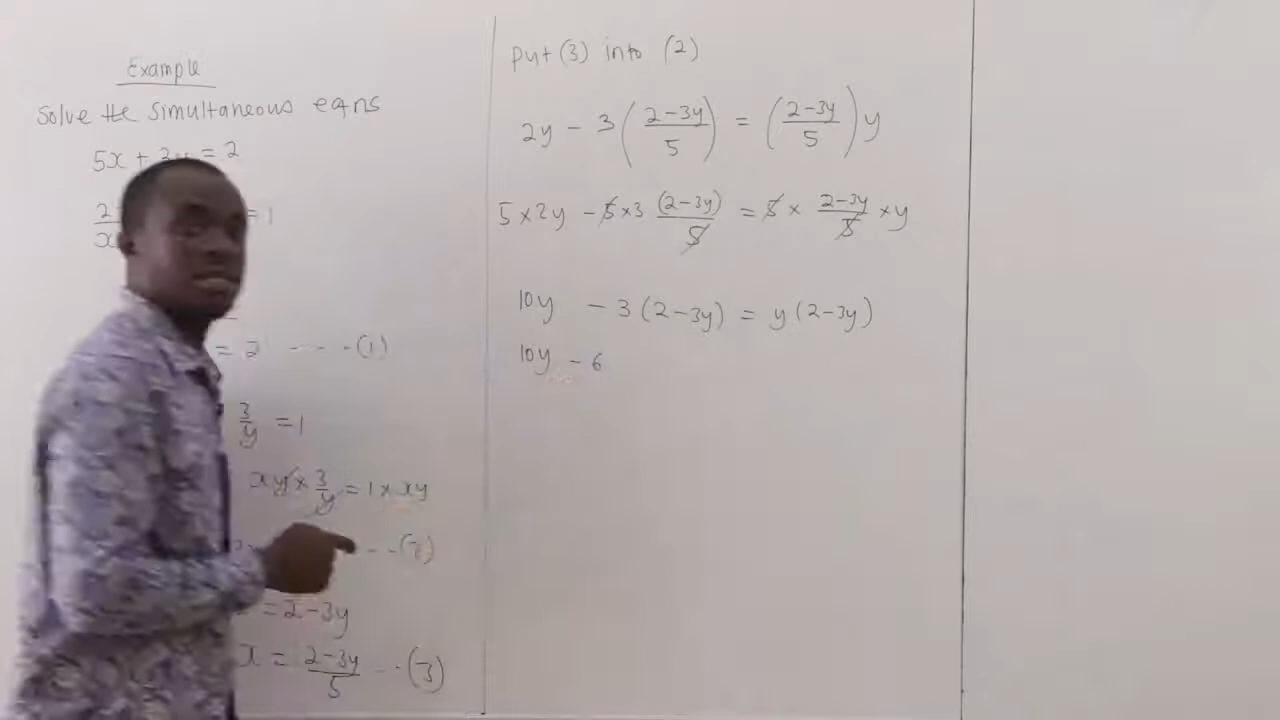 Example
Solve the simultaneous eqns
5x + 3y = 2
2/x = 1
= 2 - - - - (1)
3/y = 1
xy × 3/y = 1 × xy
- - (2)
= 2 - 3y
x = (2-3y)/5 - - (3)
put (3) into (2)
2y - 3((2-3y)/5) = ((2-3y)/5)y
5 × 2y - 5 × 3 (2-3y)/5 = 5 × (2-3y)/5 × y
10y - 3(2-3y) = y(2-3y)
10y - 6